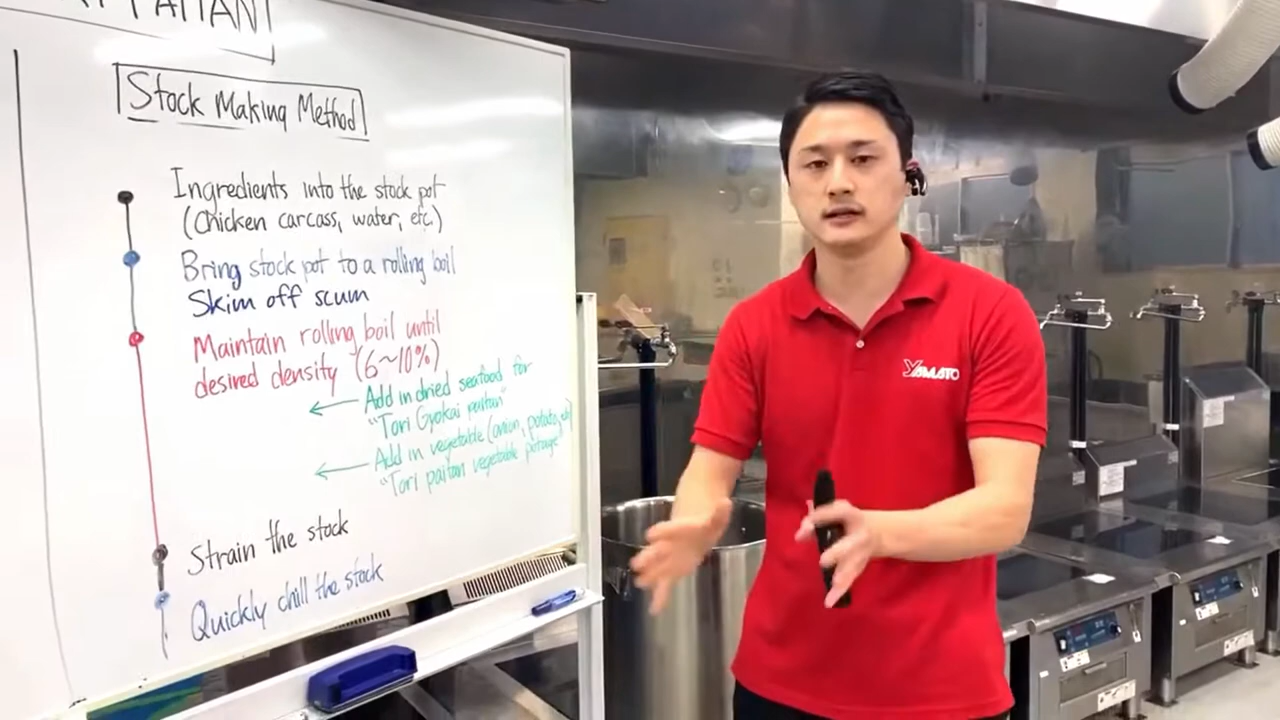 PAITAN
Stock Making Method
Ingredients into the stock pot
(Chicken carcass, water, etc.)
Bring stock pot to a rolling boil
Skim off scum
Maintain rolling boil until
desired density (6~10%)
Add in dried seafood for
"Tori Gyokai paitan"
Add in vegetable (onion, potato, etc)
"Tori paitan vegetable potage"
Strain the stock
Quickly chill the stock
YAMATO